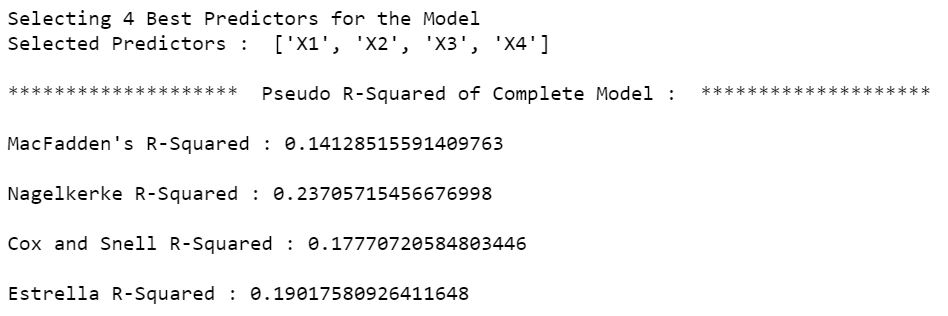 Selecting 4 Best Predictors for the Model
Selected Predictors :  ['X1', 'X2', 'X3', 'X4']
********************  Pseudo R-Squared of Complete Model :  ********************
MacFadden's R-Squared : 0.14128515591409763
Nagelkerke R-Squared : 0.23705715456676998
Cox and Snell R-Squared : 0.17770720584803446
Estrella R-Squared : 0.19017580926411648